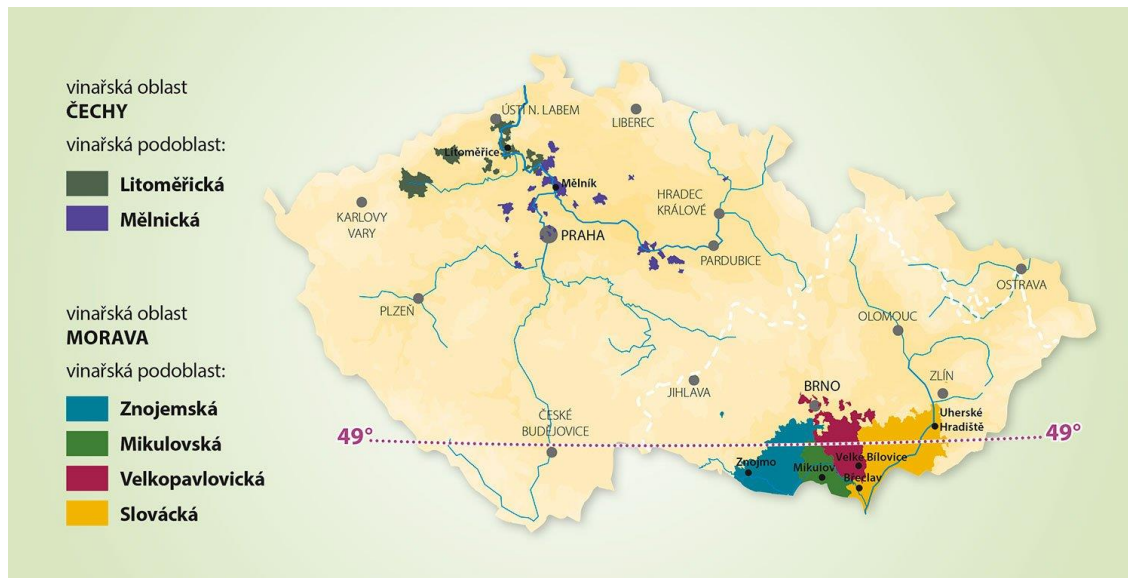 vinařská oblast
ČECHY
vinařská podoblast:
Litoměřická
Mělnická
vinařská oblast
MORAVA
vinařská podoblast:
Znojemská
Mikulovská
Velkopavlovická
Slovácká
ÚSTÍ N. LABEM
LIBEREC
Litoměřice
Mělník
KARLOVY
VARY
HRADEC
KRÁLOVÉ
PRAHA
PARDUBICE
PLZEŇ
OSTRAVA
OLOMOUC
JIHLAVA
BRNO
ZLÍN
ČESKÉ
BUDĚJOVICE
Uherské
Hradiště
49°
49°
Znojmo
Mikulov
Velké Bílovice
Břeclav